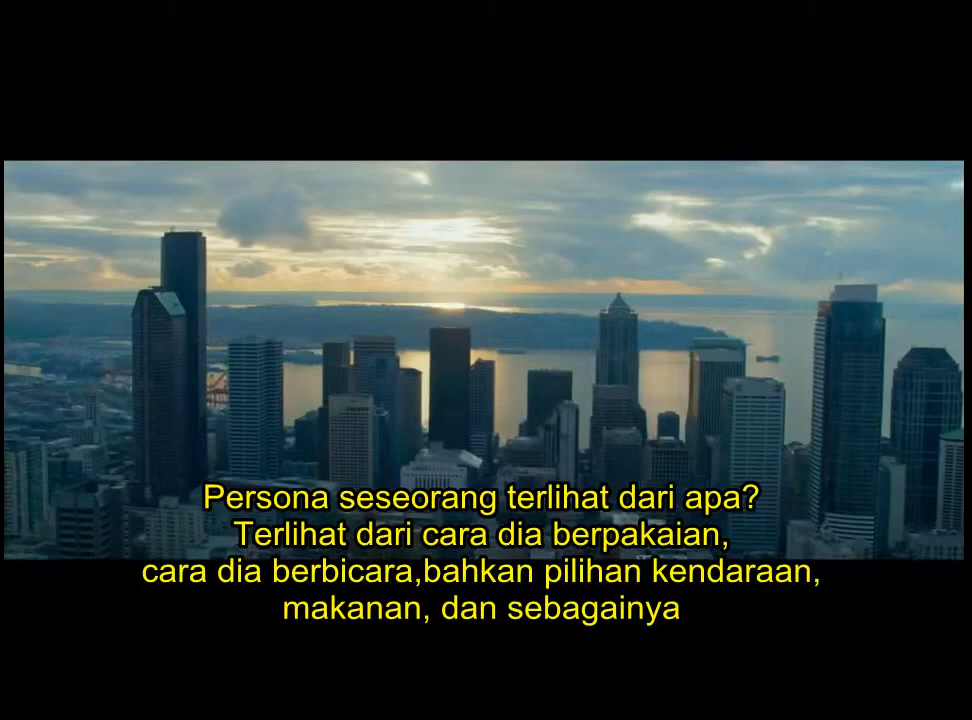 Persona seseorang terlihat dari apa?
Terlihat dari cara dia berpakaian,
cara dia berbicara,bahkan pilihan kendaraan,
makanan, dan sebagainya